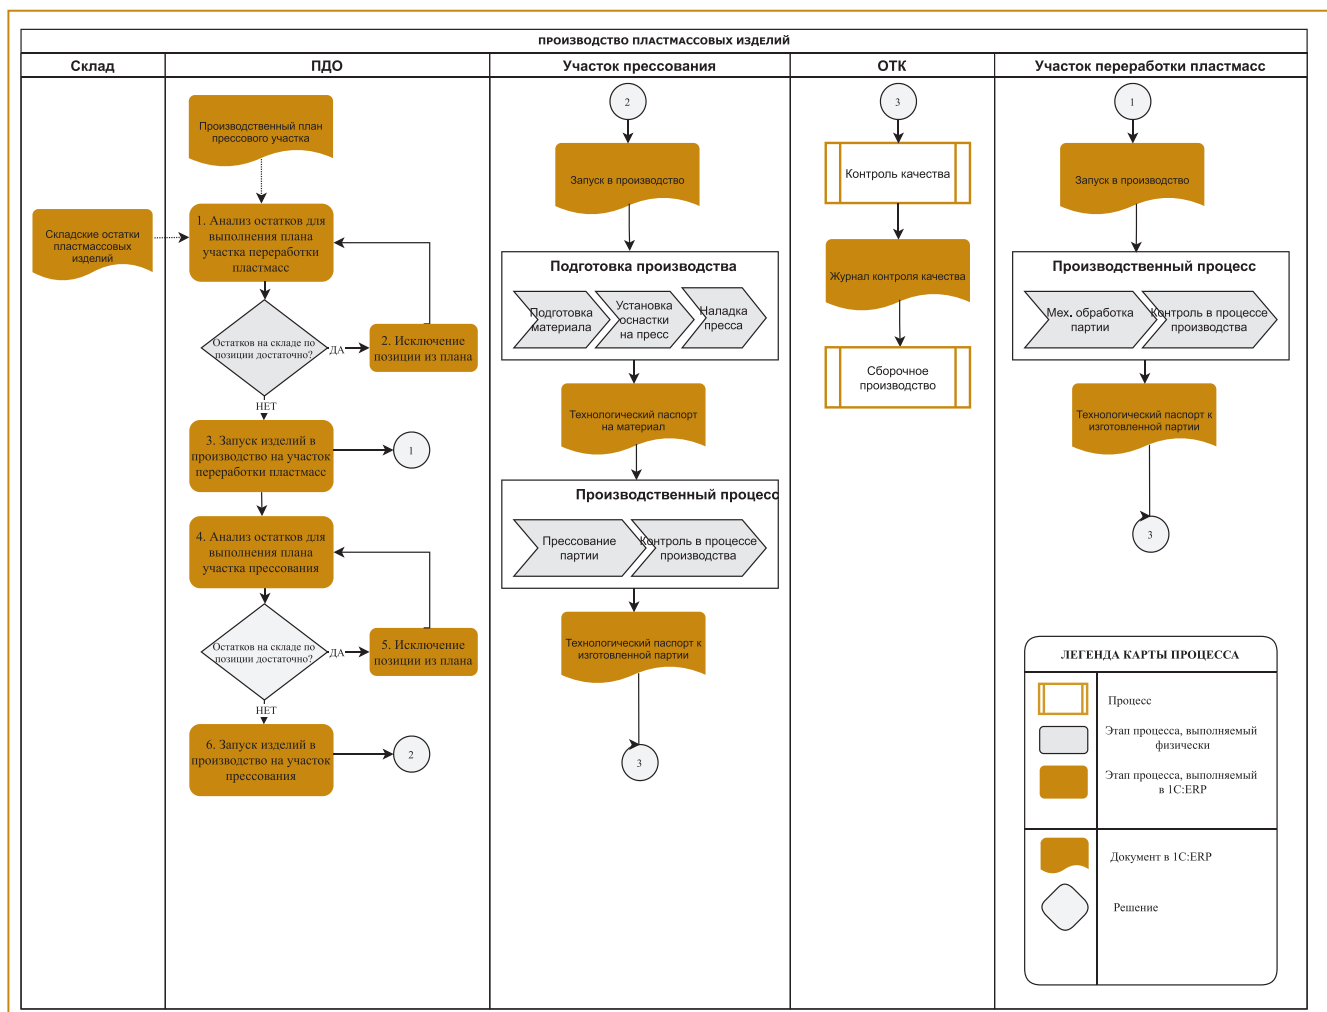 ПРОИЗВОДСТВО ПЛАСТМАССОВЫХ ИЗДЕЛИЙ
Склад
ПДО
Участок прессования
ОТК
Участок переработки пластмасс
Складские остатки
пластмассовых
изделий
Производственный план
прессового участка
1. Анализ остатков для
выполнения плана
участка переработки
пластмасс
Остатков на складе по
позиции достаточно?
ДА
2. Исключение
позиции из плана
НЕТ
3. Запуск изделий в
производство на участок
переработки пластмасс
1
4. Анализ остатков для
выполнения плана
участка прессования
Остатков на складе по
позиции достаточно?
ДА
5. Исключение
позиции из плана
НЕТ
6. Запуск изделий в
производство на участок
прессования
2
2
Запуск в производство
Подготовка производства
Подготовка
материала
Установка
оснастки
на пресс
Наладка
пресса
Технологический паспорт
на материал
Производственный процесс
Прессование
партии
Контроль в процессе
производства
Технологический паспорт к
изготовленной партии
3
3
Контроль качества
Журнал контроля качества
Сборочное
производство
1
Запуск в производство
Производственный процесс
Мех. обработка
партии
Контроль в процессе
производства
Технологический паспорт к
изготовленной партии
3
ЛЕГЕНДА КАРТЫ ПРОЦЕССА
Процесс
Этап процесса, выполняемый
физически
Этап процесса, выполняемый
в 1С:ERP
Документ в 1С:ERP
Решение